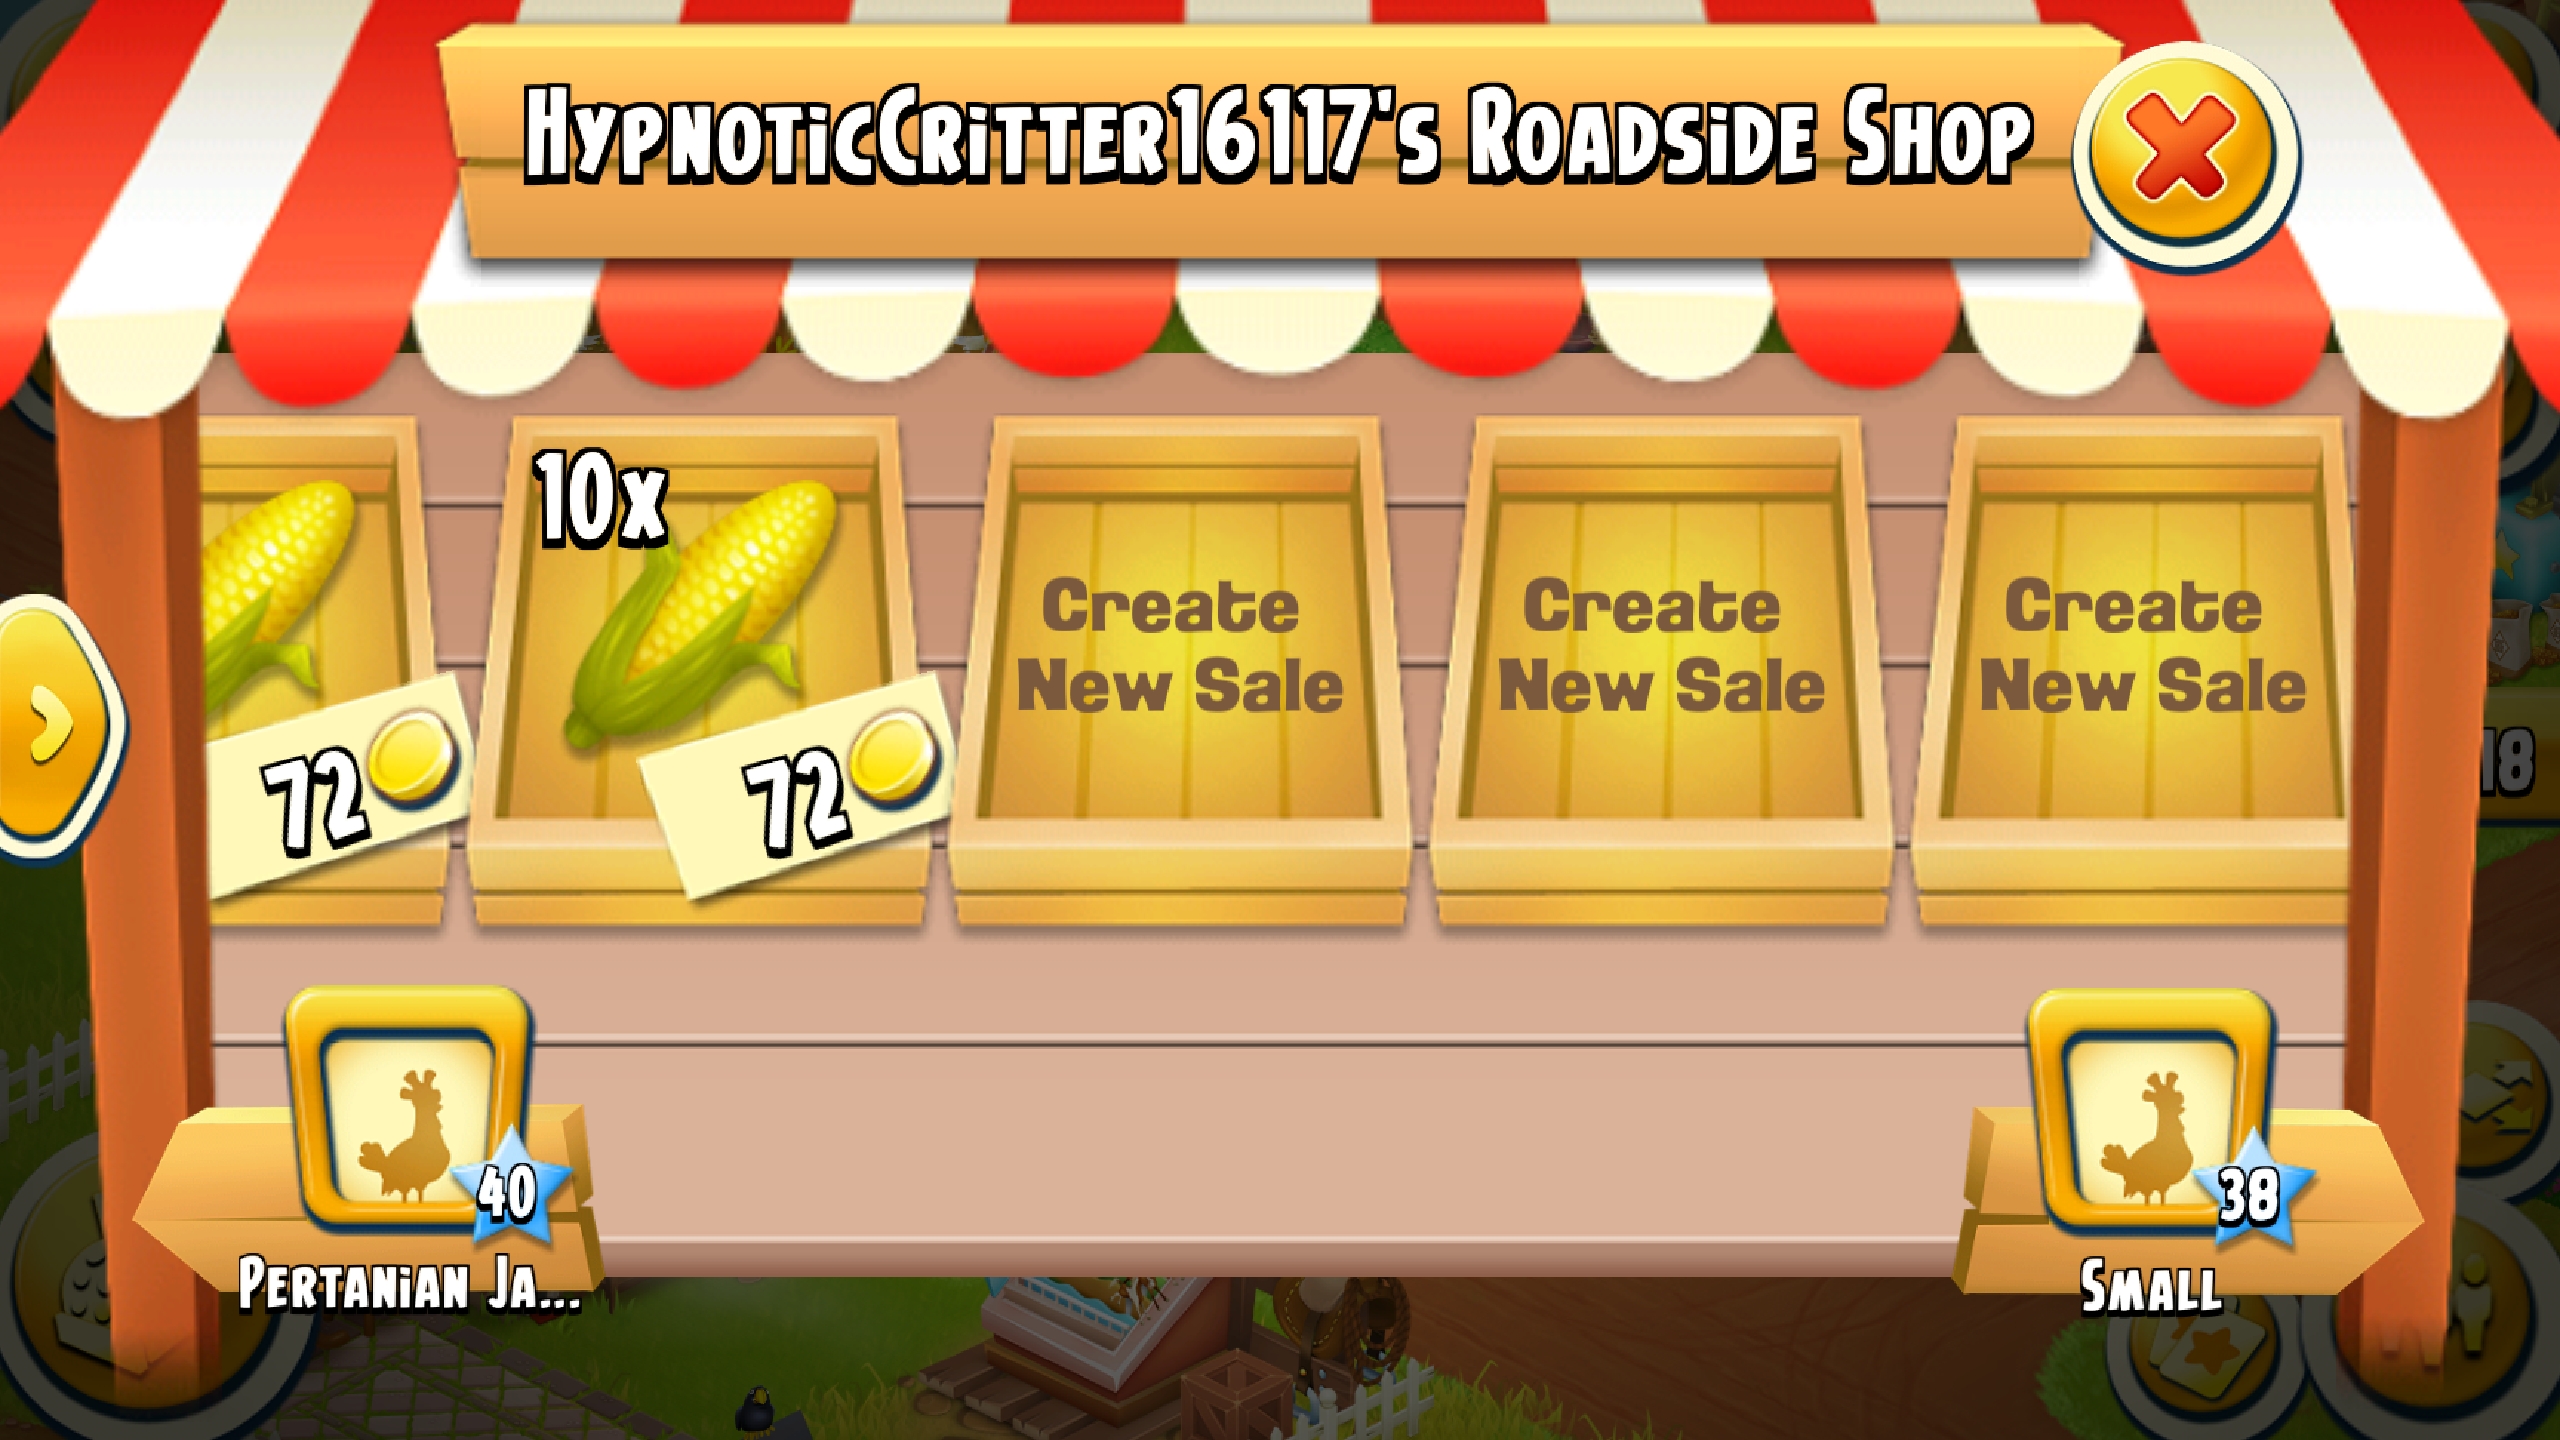 HypnoticCritter16117's Roadside Shop
10x
Create
New Sale
Create
New Sale
Create
New Sale
72
72
18
40
38
Pertanian Ja...
Small